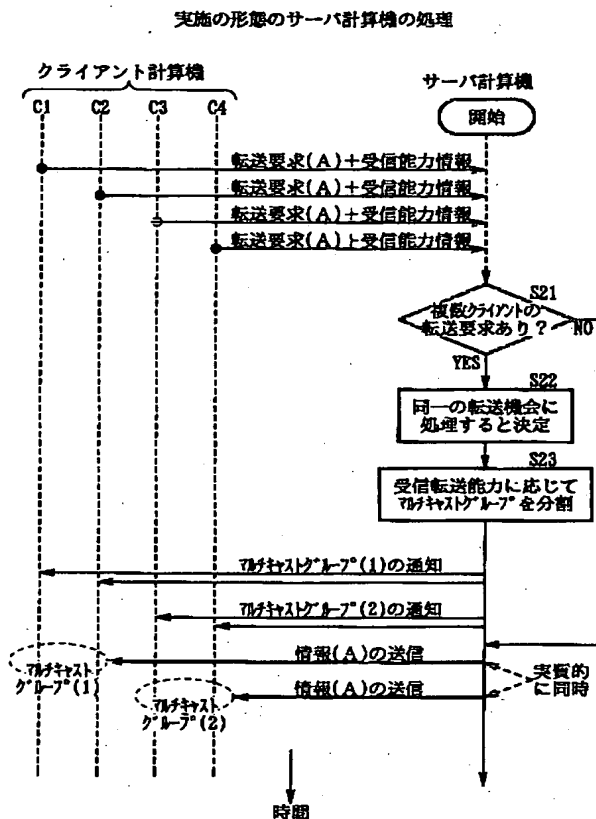 実施の形態のサーバ計算機の処理
クライアント計算機
サーバ計算機
C1 C2 C3 C4
開始
転送要求(A)+受信能力情報
転送要求(A)+受信能力情報
転送要求(A)+受信能力情報
転送要求(A)ト受信能力情報
S21
複数クライアントの
転送要求あり?
NO
YES
S22
同一の転送機会に
処理すると決定
S23
受信転送能力に応じて
マルチキャストグループを分割
マルチキャストグループ(1)の通知
マルチキャストグループ(2)の通知
情報(A)の送信
実質的
に同時
マルチキャスト
グループ(1)
情報(A)の送信
マルチキャスト
グループ(2)
時間